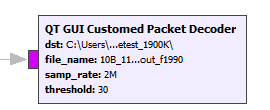 QT GUI Customed Packet Decoder
dst: C:\Users\...etest_1900K\
file_name: 10B_11...out_f1990
samp_rate: 2M
threshold: 30